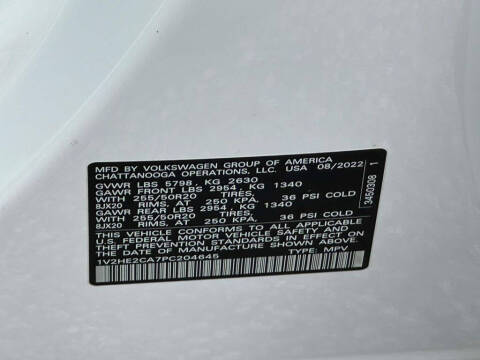 MFD BY VOLKSWAGEN GROUP OF AMERICA
CHATTANOOGA OPERATIONS, LLC. USA 08/2022
GVWR LBS 5798, KG 2630
GAWR FRONT LBS 2954, KG 1340
WITH 255/50R20 TIRES,
8JX20 RIMS, AT 250 KPA, 36 PSI COLD
GAWR REAR LBS 2954, KG 1340
WITH 255/50R20 TIRES,
8JX20 RIMS, AT 250 KPA, 36 PSI COLD
THIS VEHICLE CONFORMS TO ALL APPLICABLE
U.S. FEDERAL MOTOR VEHICLE SAFETY AND
THEFT PREVENTION STANDARDS IN EFFECT ON
THE DATE OF MANUFACTURE SHOWN ABOVE.
1V2HE2CA7PC204645 TYPE: MPV
3450308 1